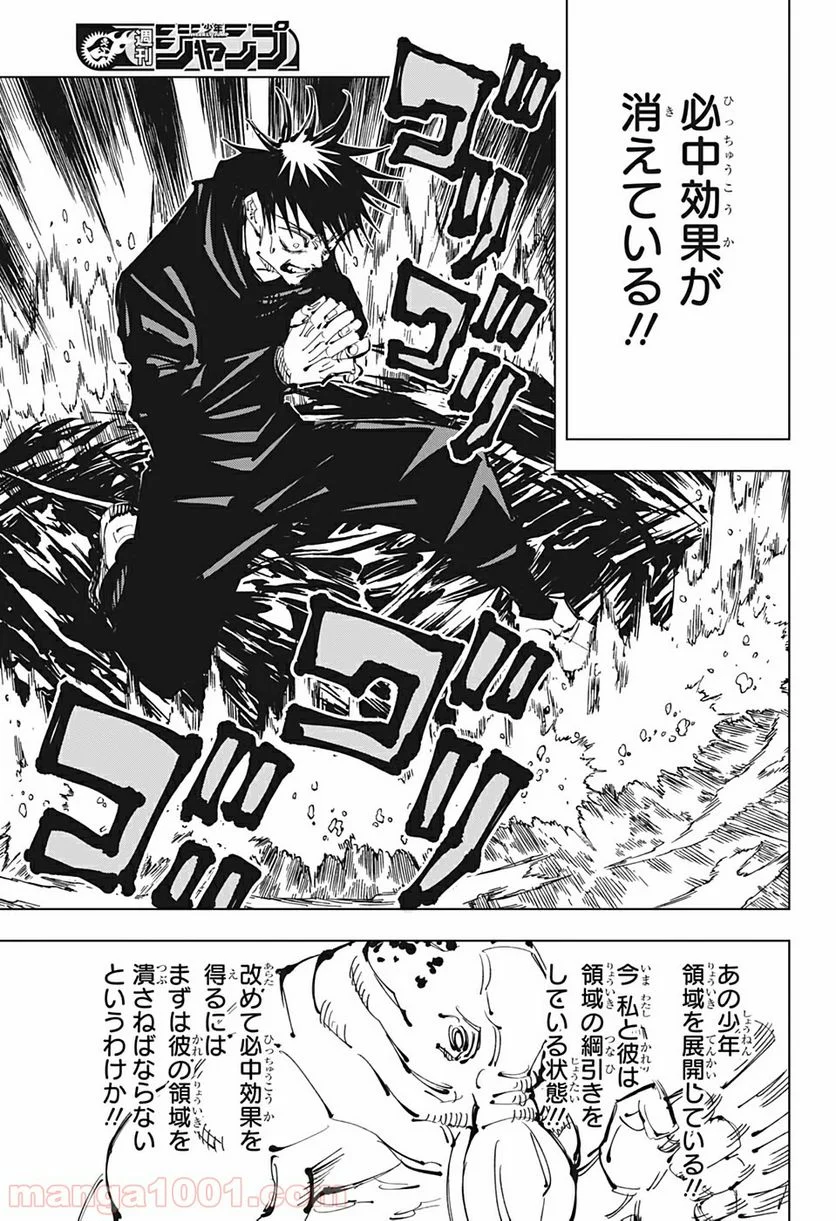 週刊少年ジャンプ
必中効果が
消えている!!
ゴリゴリ
ゴリゴリ
あの少年
領域を展開している!!
今 私と彼は
領域の綱引きを
している状態!!
改めて必中効果を
得るには
まずは彼の領域を
潰さねばならない
というわけか!!
manga1001.com